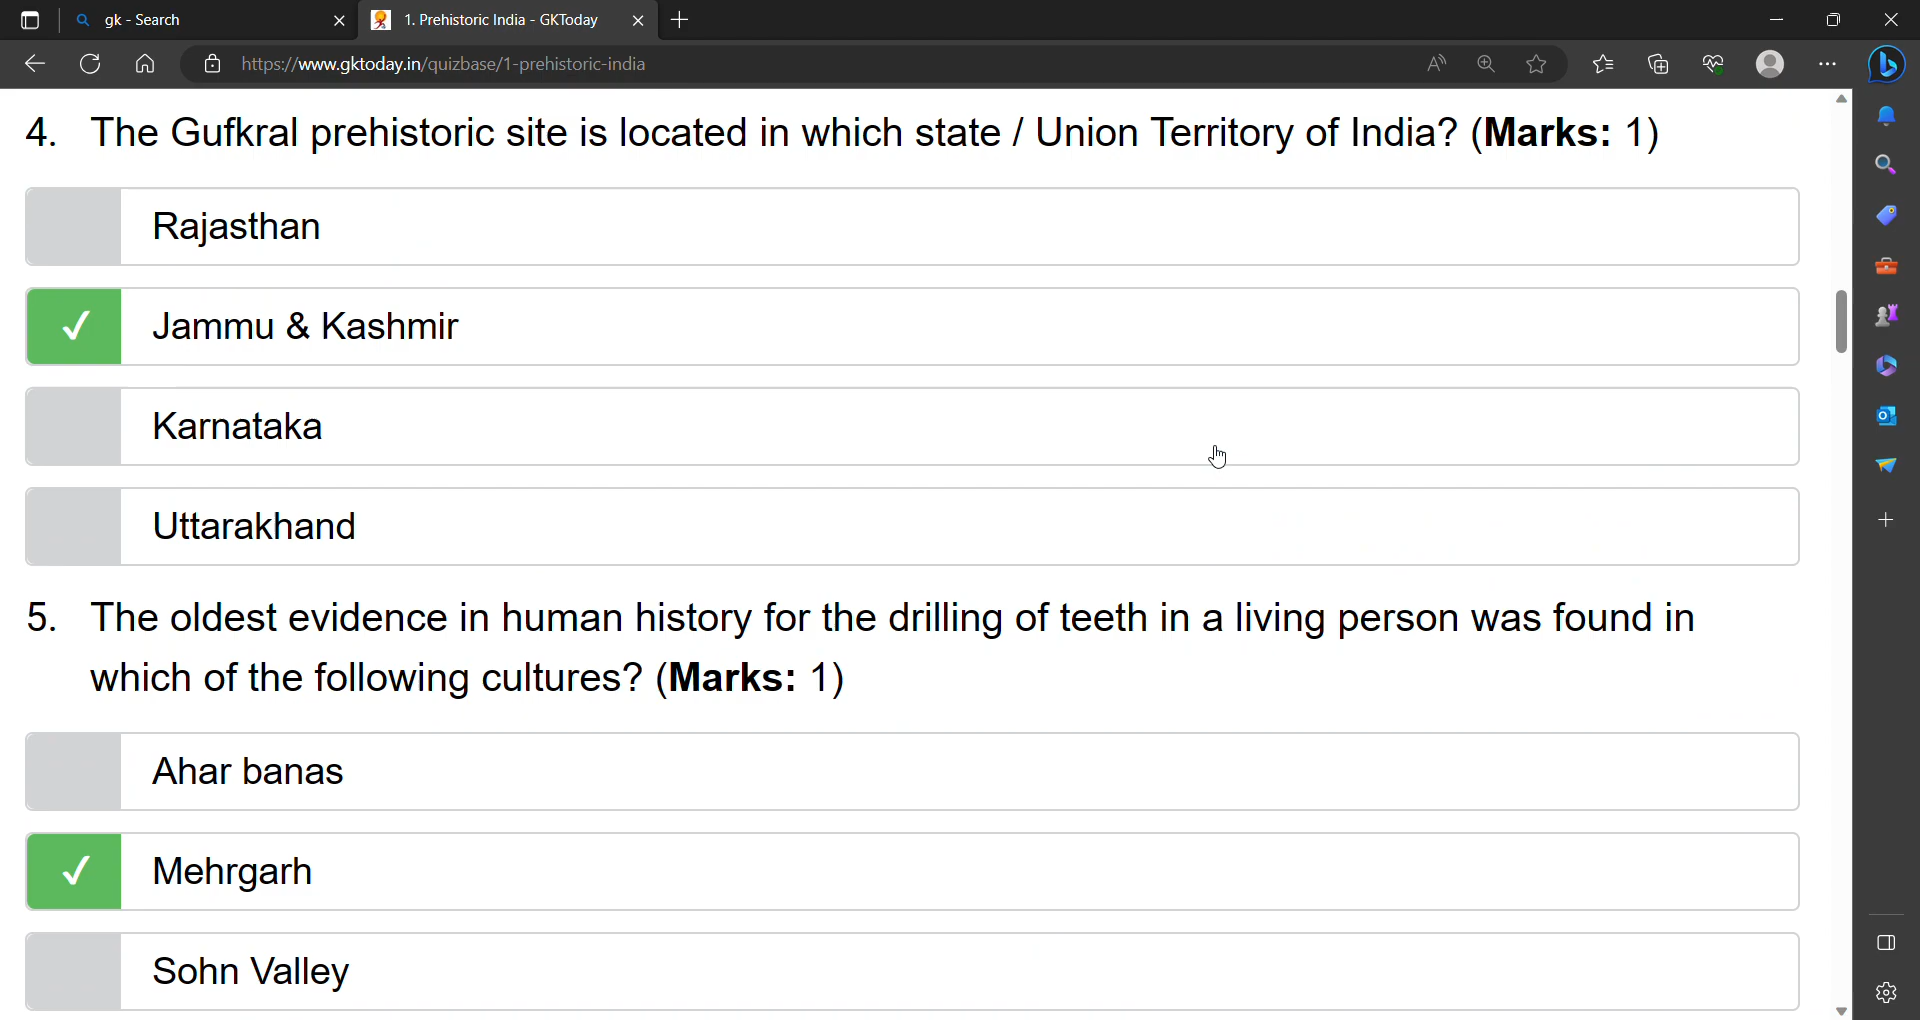 gk - Search
1. Prehistoric India - GKToday
https://www.gktoday.in/quizbase/1-prehistoric-india
4. The Gufkral prehistoric site is located in which state / Union Territory of India? (Marks: 1)
Rajasthan
Jammu & Kashmir
Karnataka
Uttarakhand
5. The oldest evidence in human history for the drilling of teeth in a living person was found in
which of the following cultures? (Marks: 1)
Ahar banas
Mehrgarh
Sohn Valley